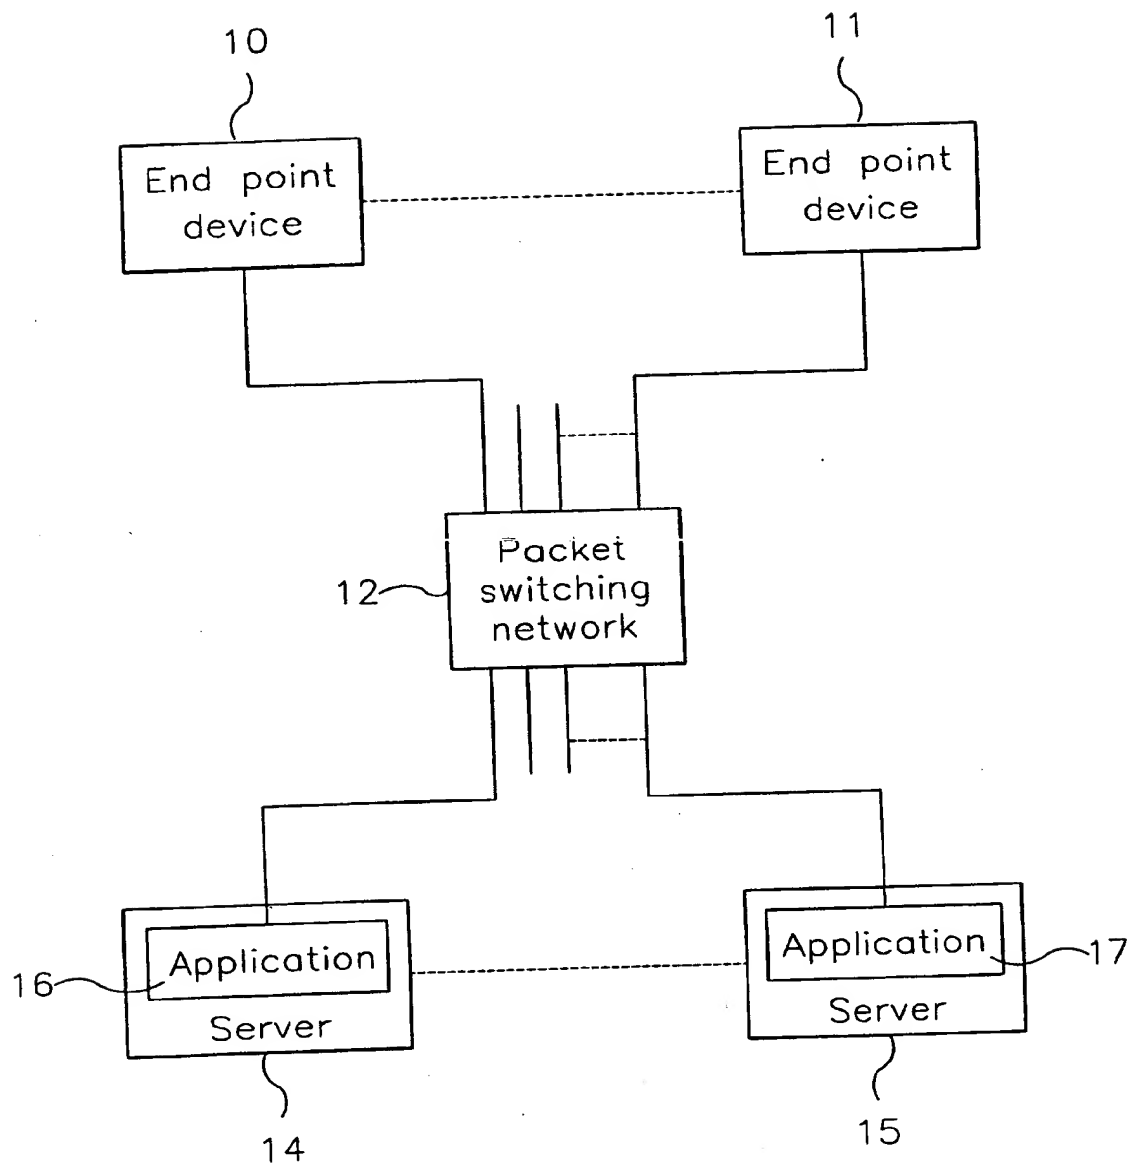 10
11
End point
device
End point
device
Packet
switching
network
12
Application
Server
Application
Server
16
17
14
15